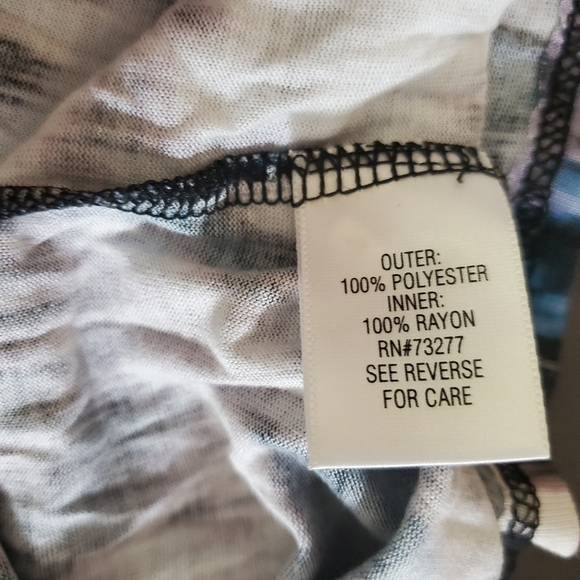 OUTER:
100% POLYESTER
INNER:
100% RAYON
RN#73277
SEE REVERSE
FOR CARE